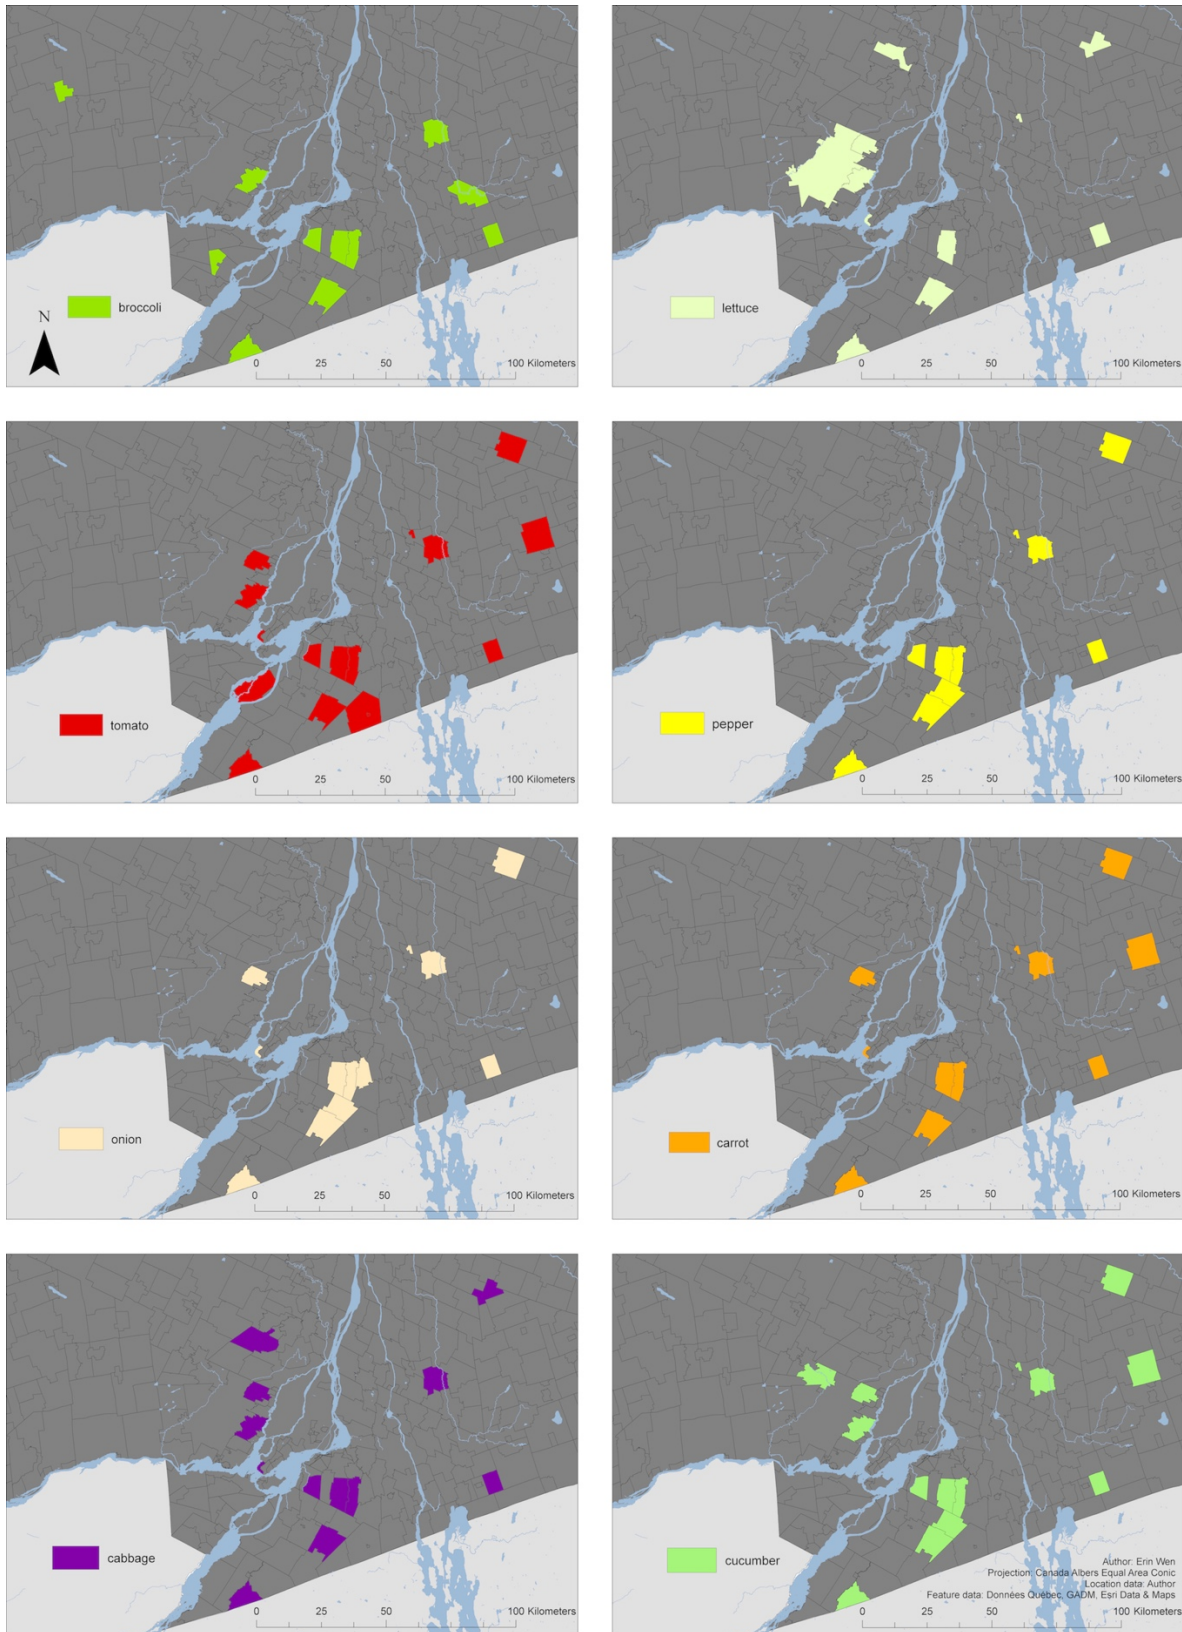 broccoli
N
0 25 50 100 Kilometers
lettuce
0 25 50 100 Kilometers
tomato
0 25 50 100 Kilometers
pepper
0 25 50 100 Kilometers
onion
0 25 50 100 Kilometers
carrot
0 25 50 100 Kilometers
cabbage
0 25 50 100 Kilometers
cucumber
Author: Erin Wen
Projection: Canada Albers Equal Area Conic
Location data: Author
Feature data: Données Québec, GADM, Esri Data & Maps
0 25 50 100 Kilometers